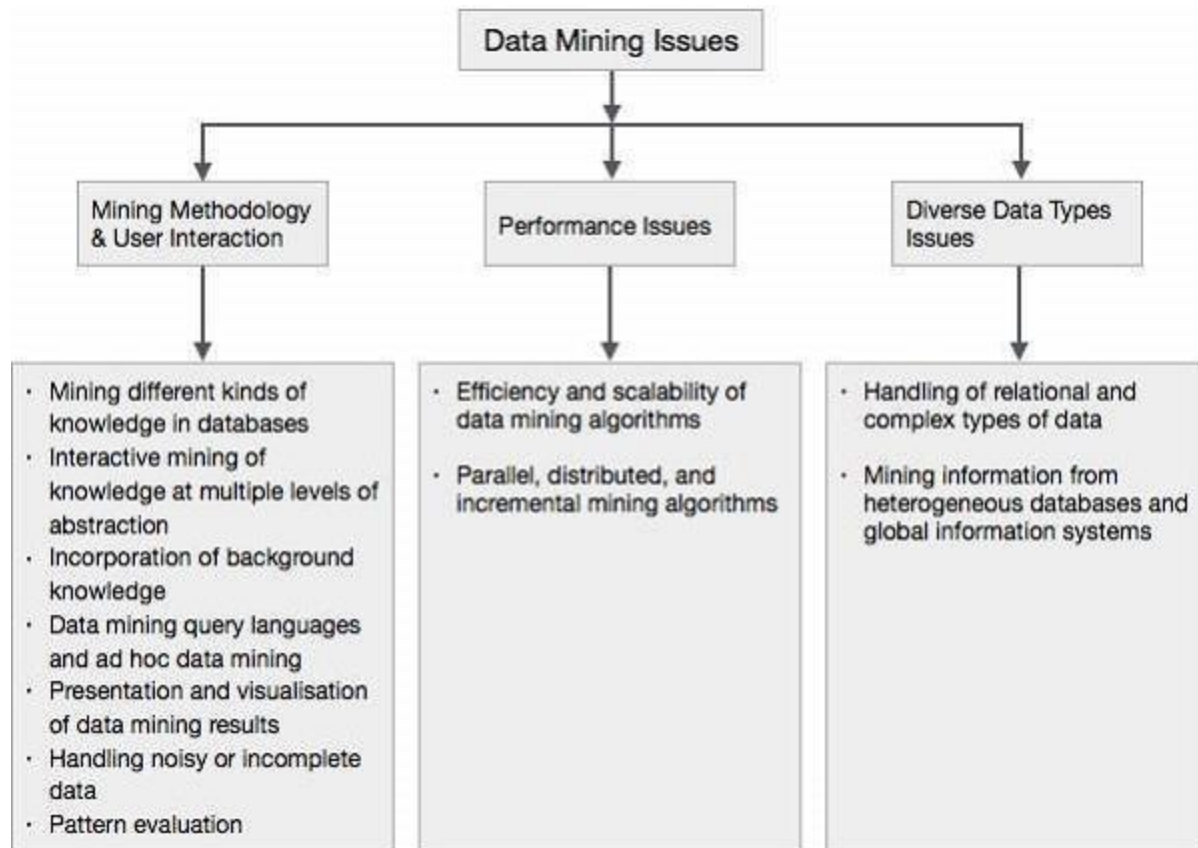 Data Mining Issues
Mining Methodology
& User Interaction
Performance Issues
Diverse Data Types
Issues
· Mining different kinds of
knowledge in databases
· Interactive mining of
knowledge at multiple levels of
abstraction
· Incorporation of background
knowledge
· Data mining query languages
and ad hoc data mining
· Presentation and visualisation
of data mining results
· Handling noisy or incomplete
data
· Pattern evaluation
· Efficiency and scalability of
data mining algorithms
· Parallel, distributed, and
incremental mining algorithms
· Handling of relational and
complex types of data
· Mining information from
heterogeneous databases and
global information systems